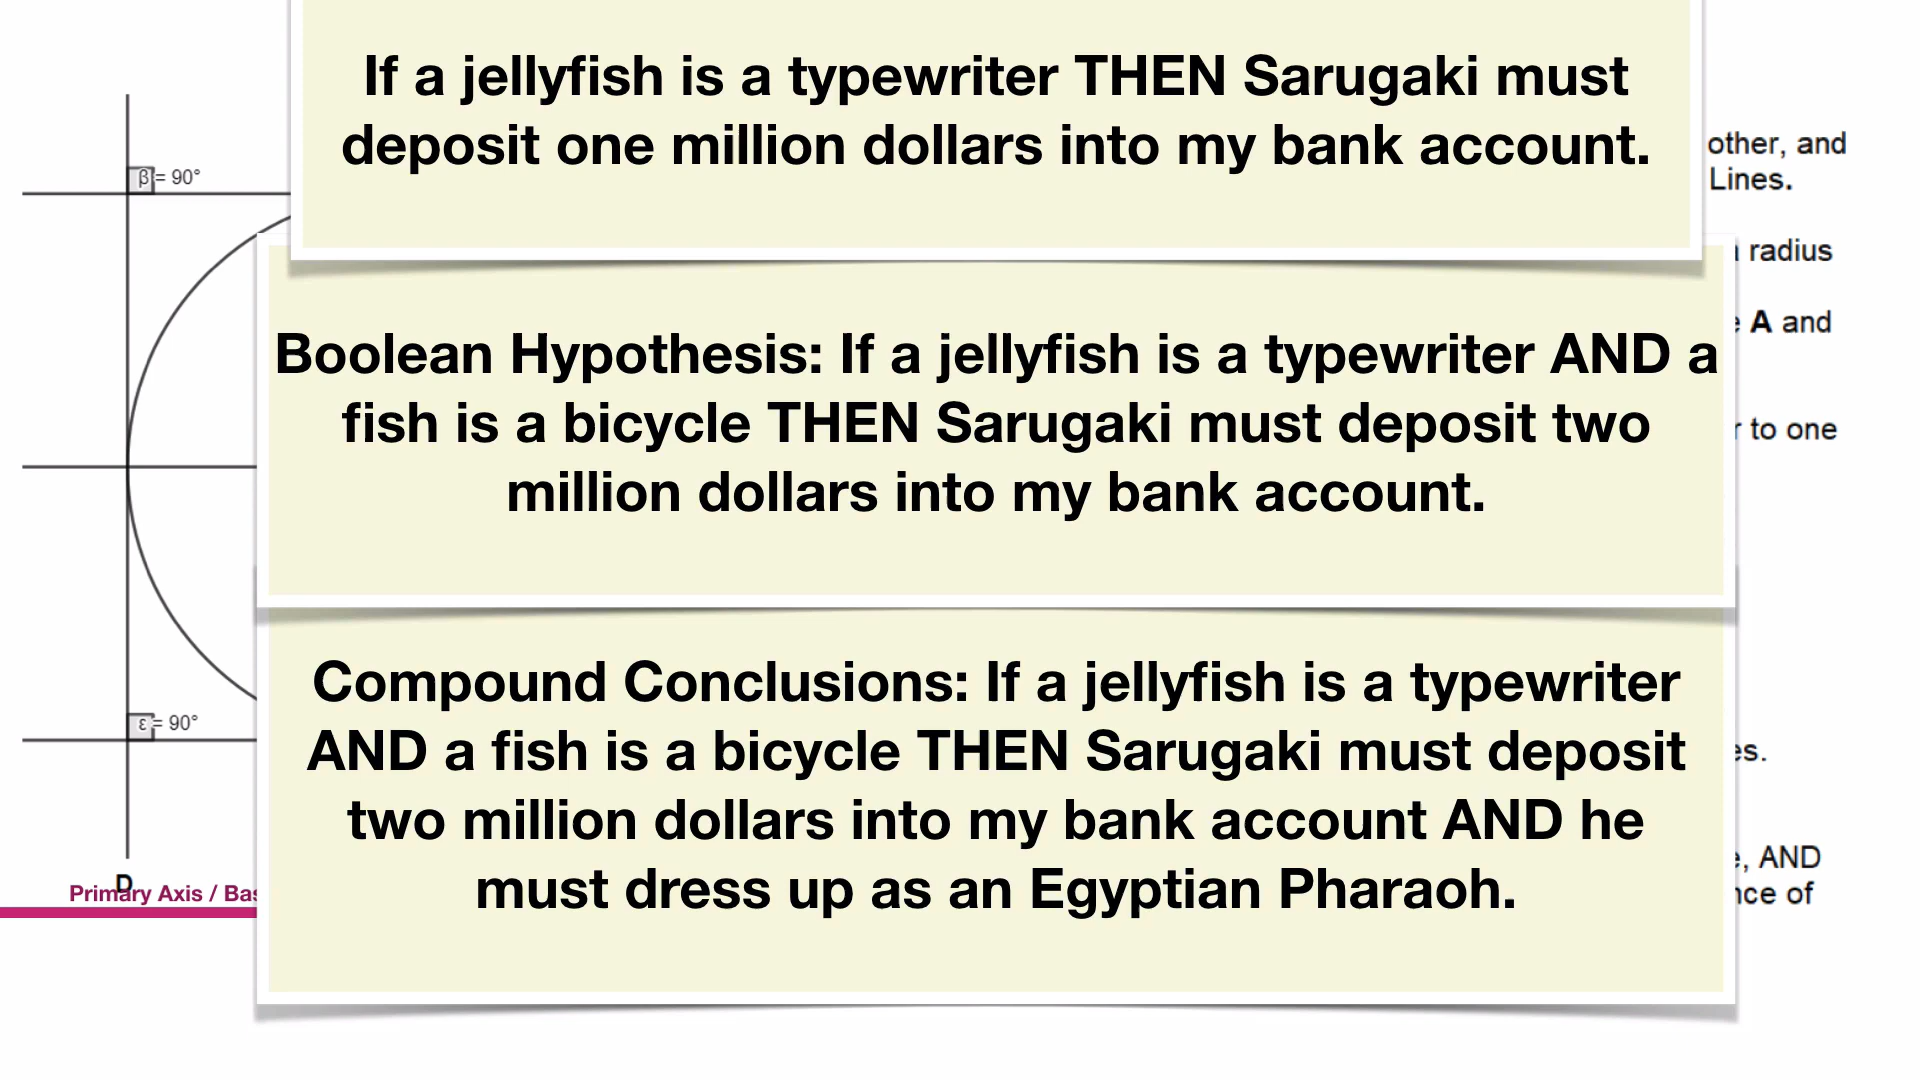 If a jellyfish is a typewriter THEN Sarugaki must
deposit one million dollars into my bank account.
Boolean Hypothesis: If a jellyfish is a typewriter AND a
fish is a bicycle THEN Sarugaki must deposit two
million dollars into my bank account.
Compound Conclusions: If a jellyfish is a typewriter
AND a fish is a bicycle THEN Sarugaki must deposit
two million dollars into my bank account AND he
must dress up as an Egyptian Pharaoh.
β = 90°
ε = 90°
D
Primary Axis /
other, and
Lines.
radius
A and
to one
AND
of